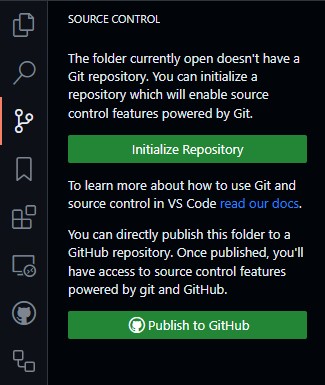 SOURCE CONTROL
The folder currently open doesn't have a
Git repository. You can initialize a
repository which will enable source
control features powered by Git.
Initialize Repository
To learn more about how to use Git and
source control in VS Code read our docs.
You can directly publish this folder to a
GitHub repository. Once published, you'll
have access to source control features
powered by git and GitHub.
Publish to GitHub